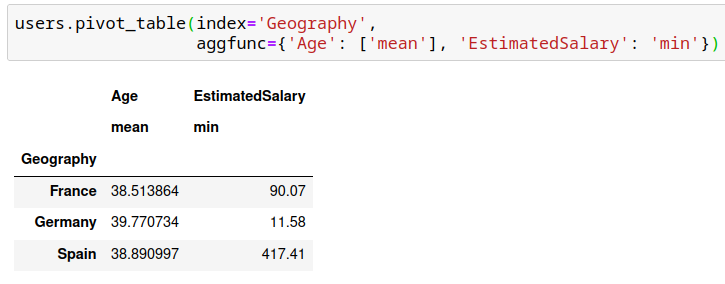 users.pivot_table(index='Geography',
aggfunc={'Age': ['mean'], 'EstimatedSalary': 'min'})
Age EstimatedSalary
mean min
Geography
France 38.513864 90.07
Germany 39.770734 11.58
Spain 38.890997 417.41